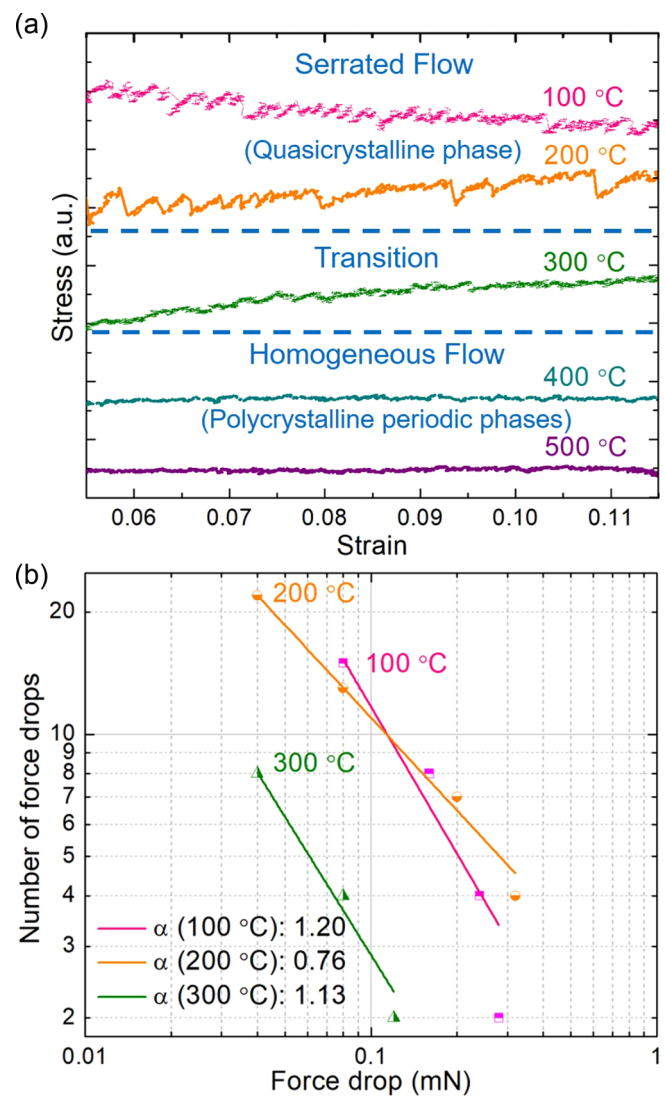 (a)
Serrated Flow
100 °C
(Quasicrystalline phase)
200 °C
Transition
300 °C
Homogeneous Flow
400 °C
(Polycrystalline periodic phases)
500 °C
Stress (a.u.)
0.06 0.07 0.08 0.09 0.10 0.11
Strain
(b)
200 °C
100 °C
300 °C
20
10
9
8
7
6
5
4
3
2
Number of force drops
α (100 °C): 1.20
α (200 °C): 0.76
α (300 °C): 1.13
0.01 0.1 1
Force drop (mN)